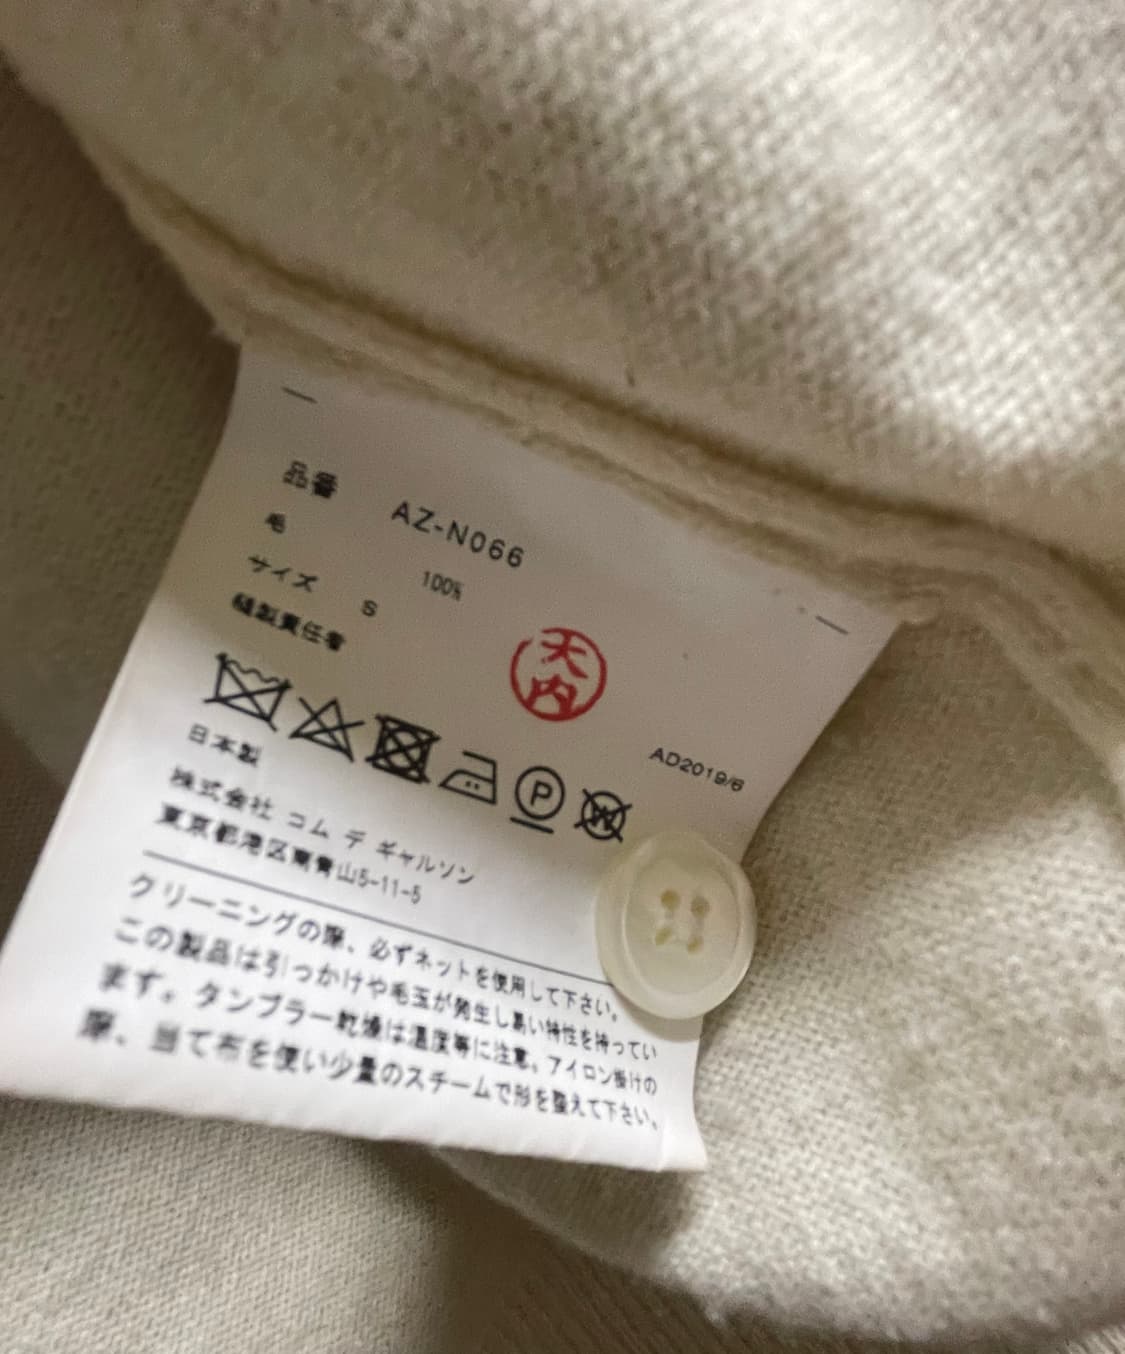 品番 AZ-N066
毛 100%
サイズ S
縫製責任者
天内
AD2019/6
P
W
日本製
株式会社 コム デ ギャルソン
東京都港区南青山5-11-5
クリーニングの際、必ずネットを使用して下さい。
この製品は引っかけや毛玉が発生し易い特性を持ってい
ます。タンブラー乾燥は温度等に注意。アイロン掛けの
際、当て布を使い少量のスチームで形を整えて下さい。